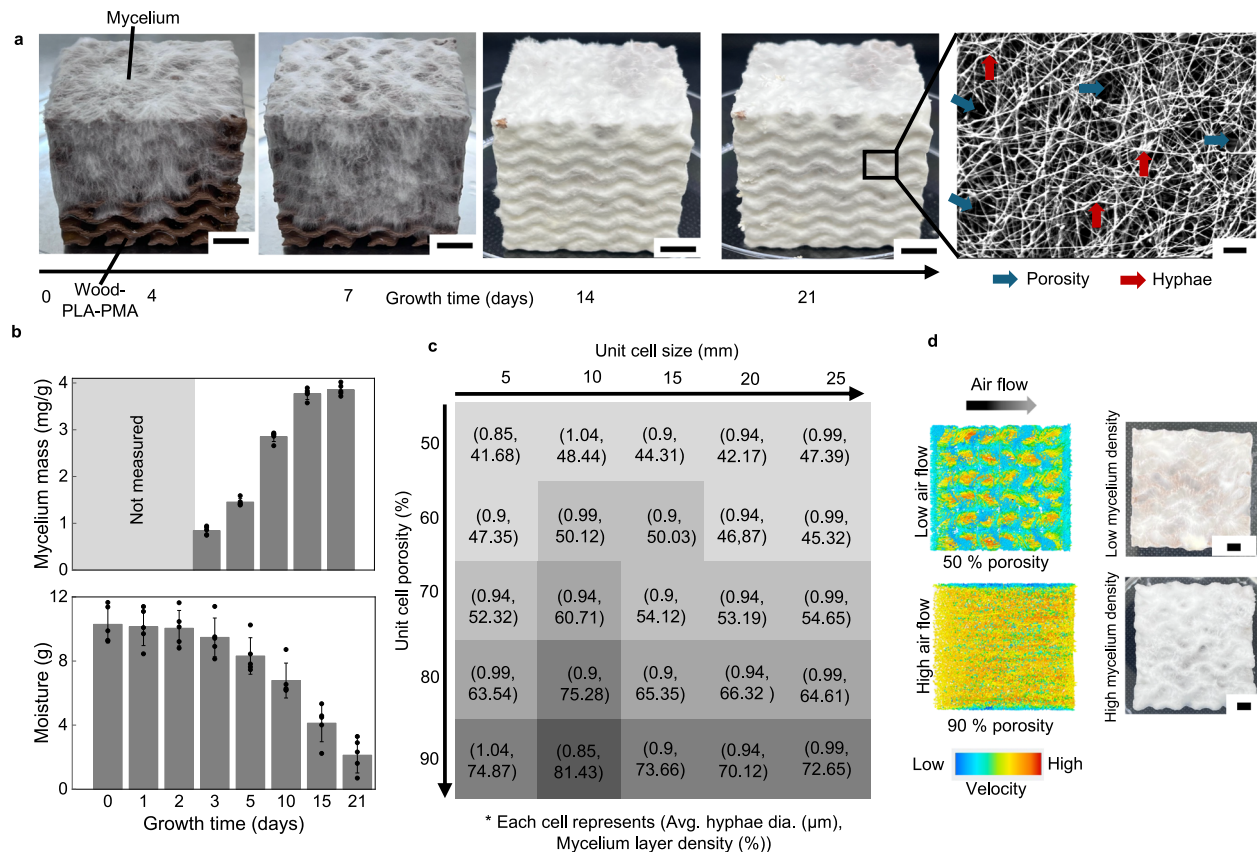 Mycelium
a
0
Wood-
PLA-PMA
4
7
Growth time (days)
14
21
Porosity
Hyphae
b
Mycelium mass (mg/g)
4
3
2
1
0
Not measured
Moisture (g)
12
8
4
0
0 1 2 3 5 10 15 21
Growth time (days)
c
Unit cell size (mm)
5 10 15 20 25
Unit cell porosity (%)
50
(0.85, (1.04, (0.9, (0.94, (0.99,
41.68) 48.44) 44.31) 42.17) 47.39)
60
(0.9, (0.99, (0.9, (0.94, (0.99,
47.35) 50.12) 50.03) 46,87) 45.32)
70
(0.94, (0.94, (0.9, (0.94, (0.99,
52.32) 60.71) 54.12) 53.19) 54.65)
80
(0.99, (0.9, (0.9, (0.94, (0.99,
63.54) 75.28) 65.35) 66.32 ) 64.61)
90
(1.04, (0.85, (0.9, (0.94, (0.99,
74.87) 81.43) 73.66) 70.12) 72.65)
* Each cell represents (Avg. hyphae dia. (μm),
Mycelium layer density (%))
d
Air flow
Low air flow
50 % porosity
Low mycelium density
High air flow
90 % porosity
High mycelium density
Low High
Velocity